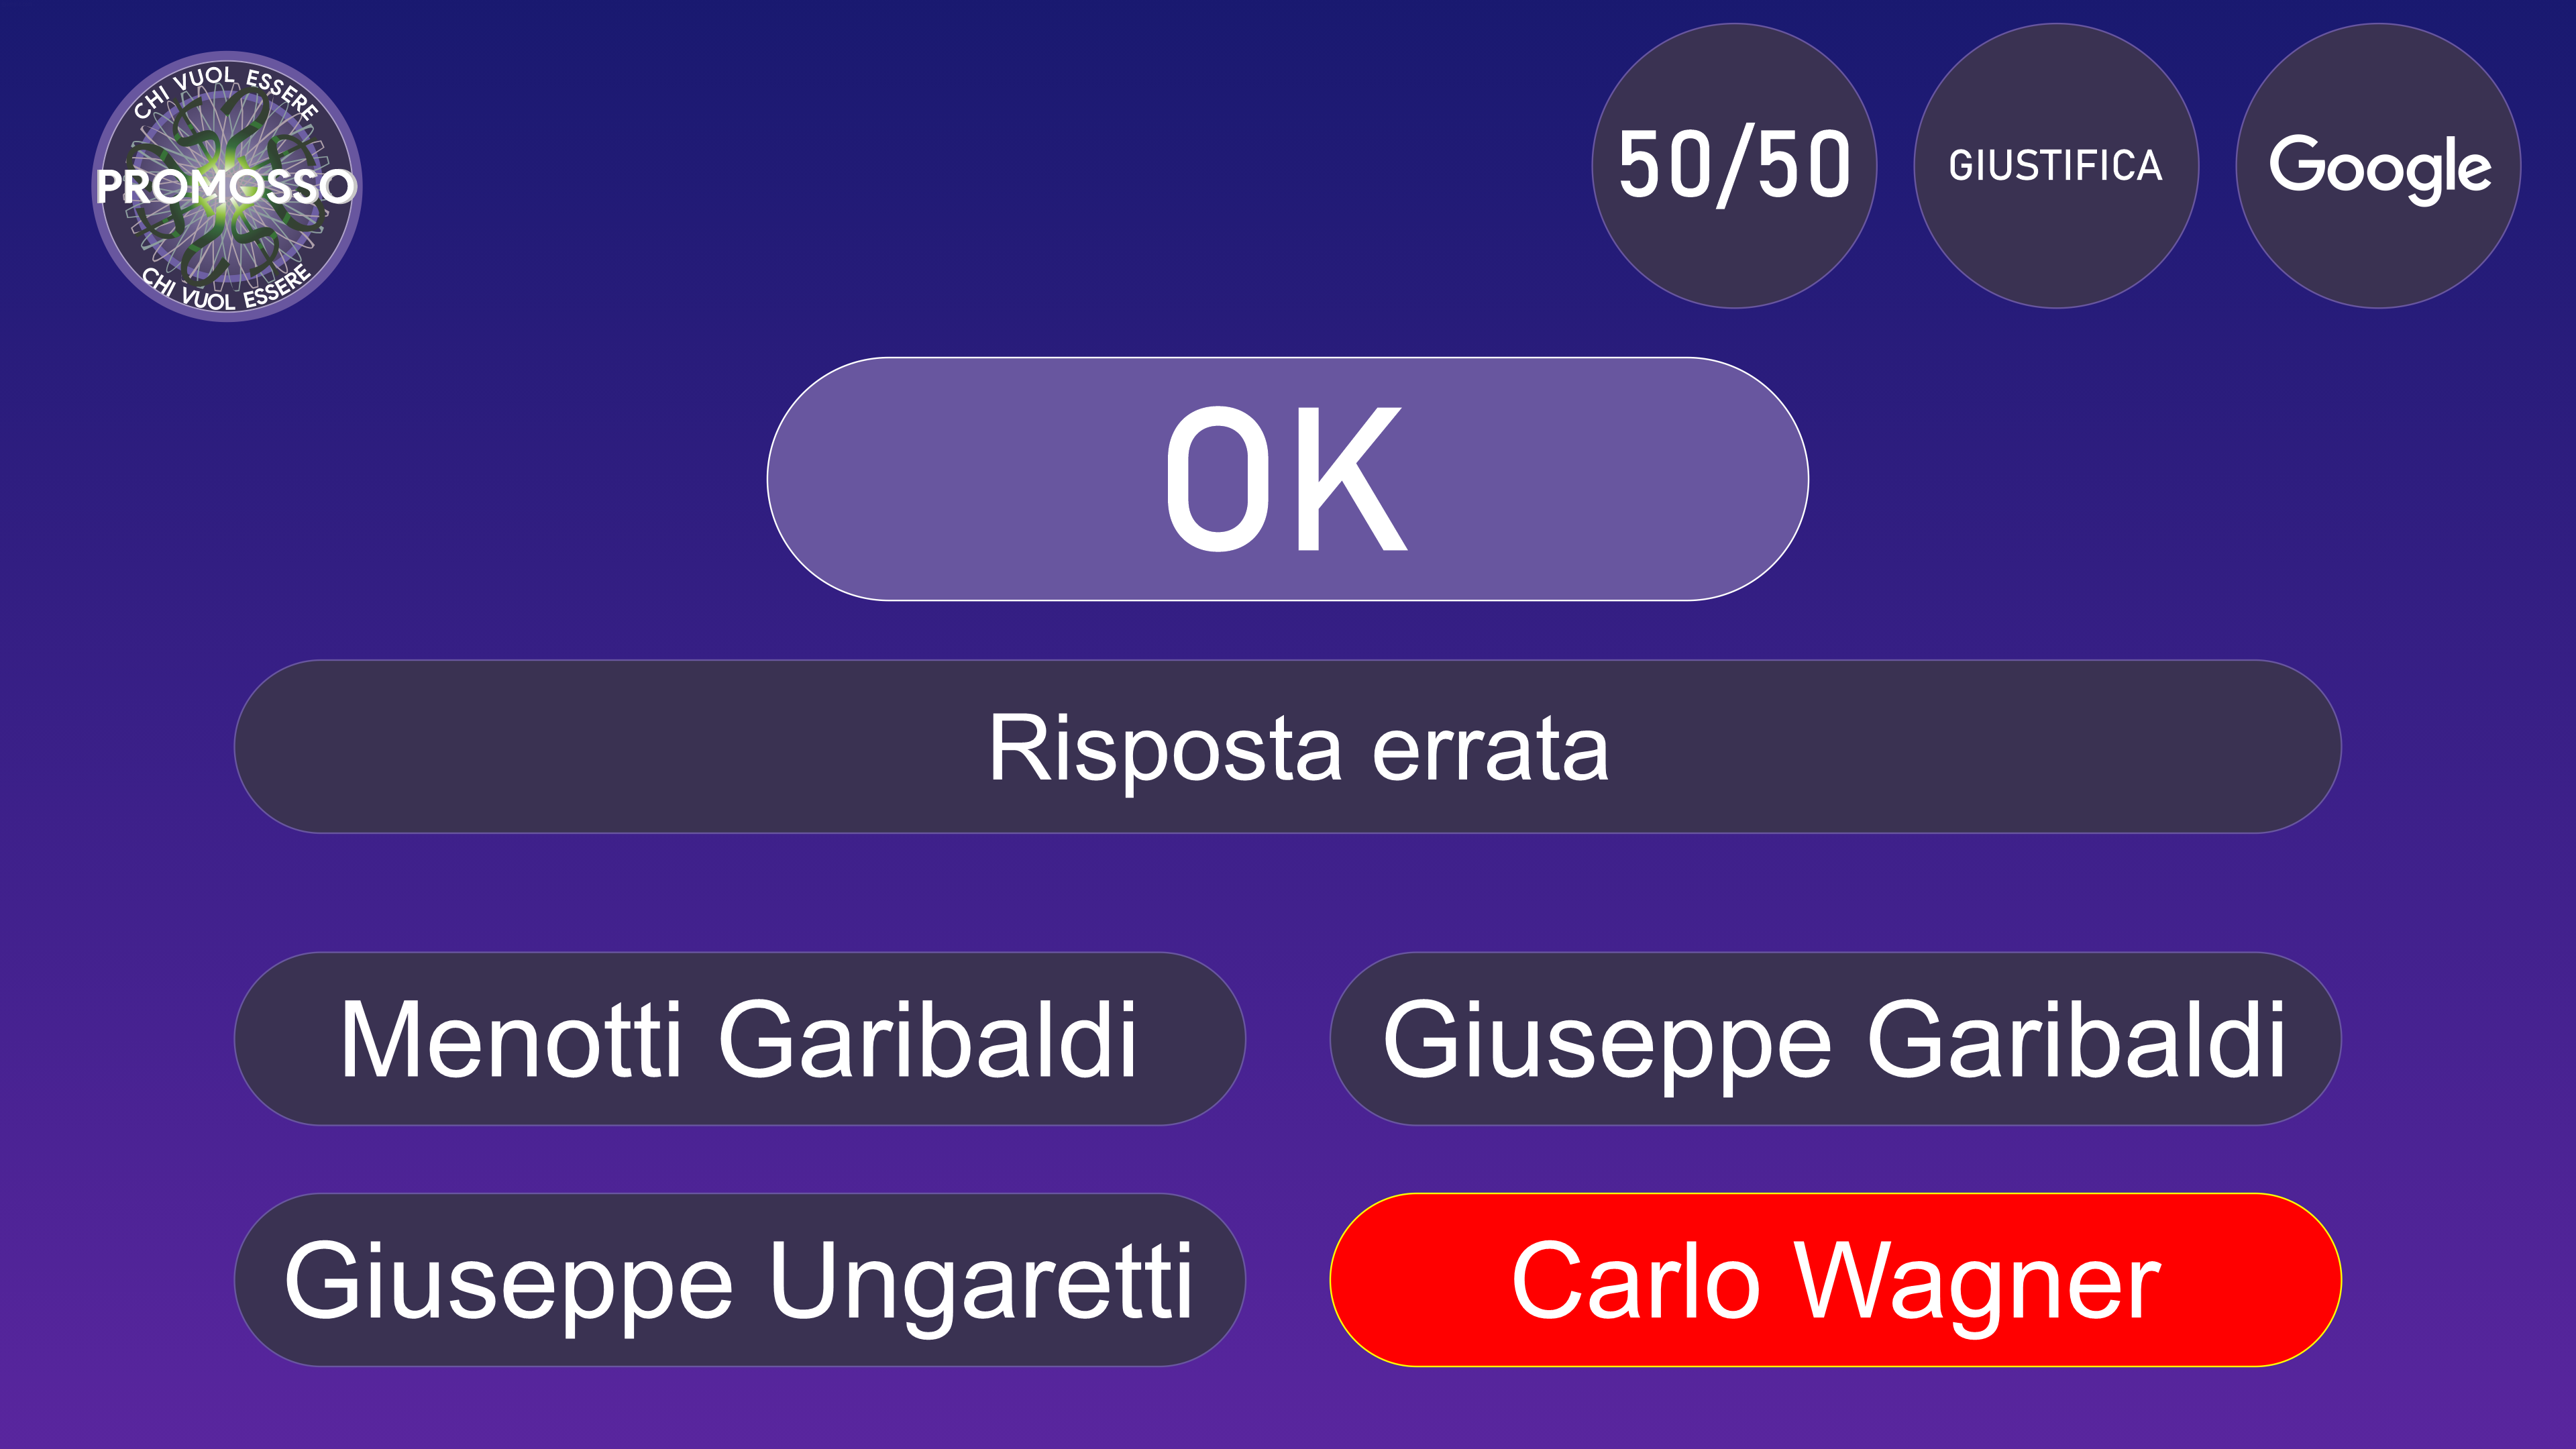 CHI VUOL ESSERE
PROMOSSO
CHI VUOL ESSERE
50/50
GIUSTIFICA
Google
OK
Risposta errata
Menotti Garibaldi
Giuseppe Garibaldi
Giuseppe Ungaretti
Carlo Wagner